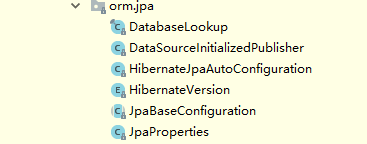 orm.jpa
DatabaseLookup
DataSourceInitializedPublisher
HibernateJpaAutoConfiguration
HibernateVersion
JpaBaseConfiguration
JpaProperties